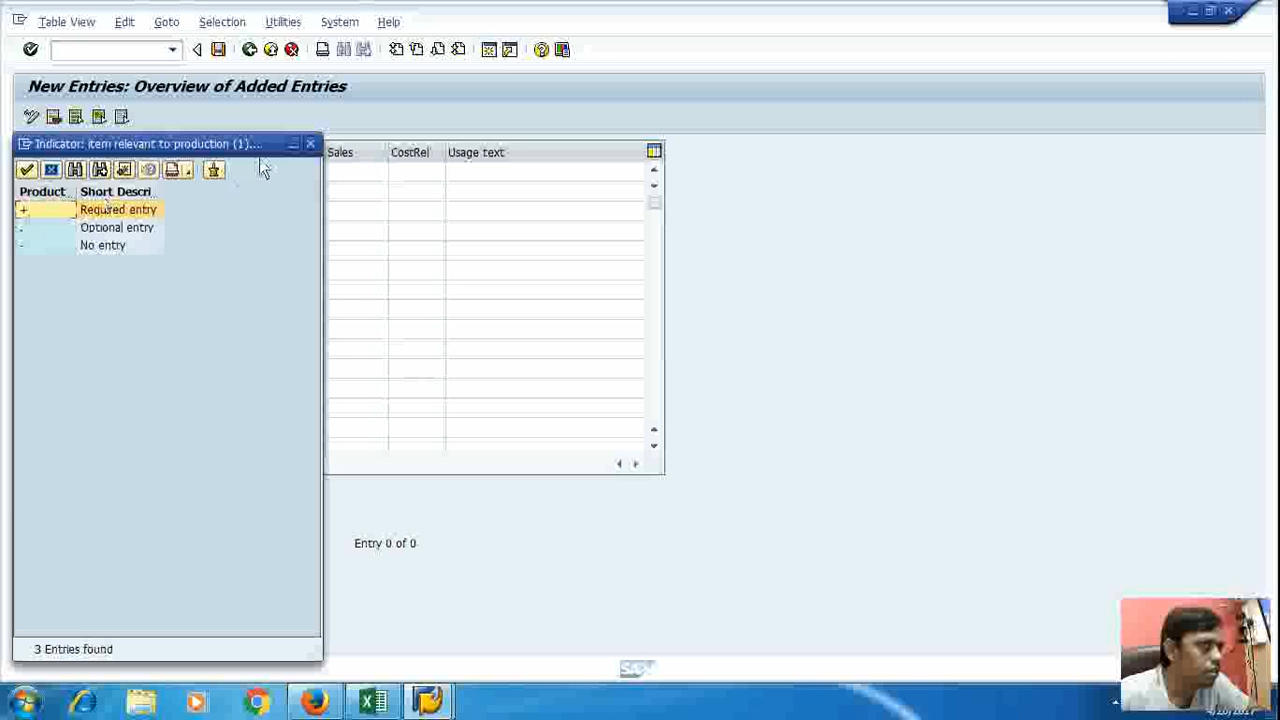 Table View Edit Goto Selection Utilities System Help
New Entries: Overview of Added Entries
Indicator: item relevant to production (1)....
Product Short Descri
+ Required entry
. Optional entry
- No entry
Sales CostRel Usage text
Entry 0 of 0
3 Entries found
SAP